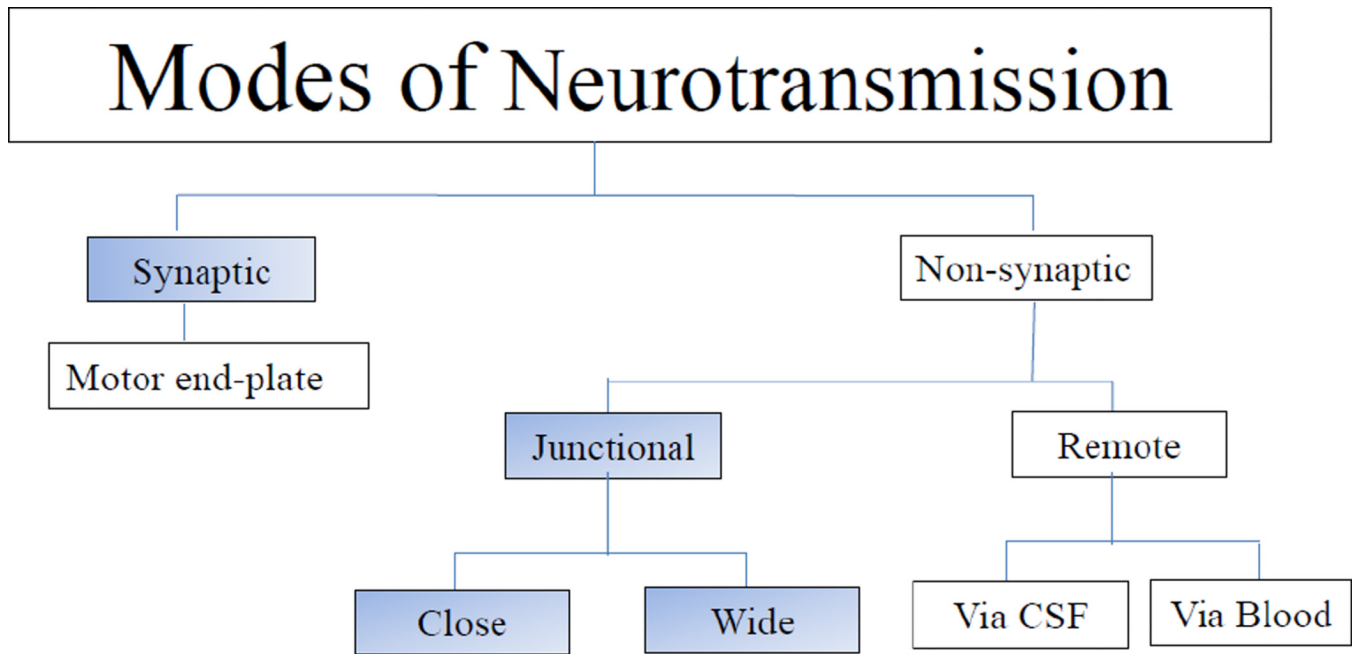 Modes of Neurotransmission
Synaptic
Non-synaptic
Motor end-plate
Junctional
Remote
Close
Wide
Via CSF
Via Blood